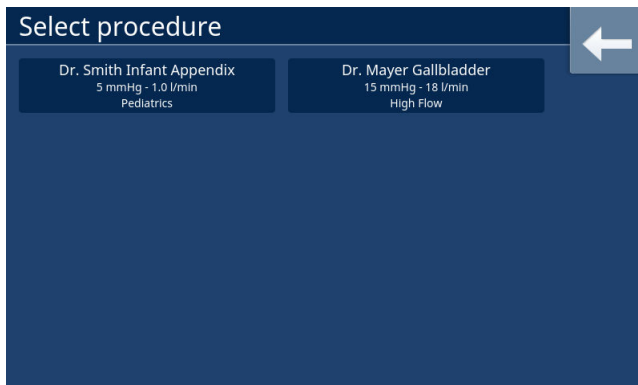 Select procedure
Dr. Smith Infant Appendix
5 mmHg - 1.0 l/min
Pediatrics
Dr. Mayer Gallbladder
15 mmHg - 18 l/min
High Flow